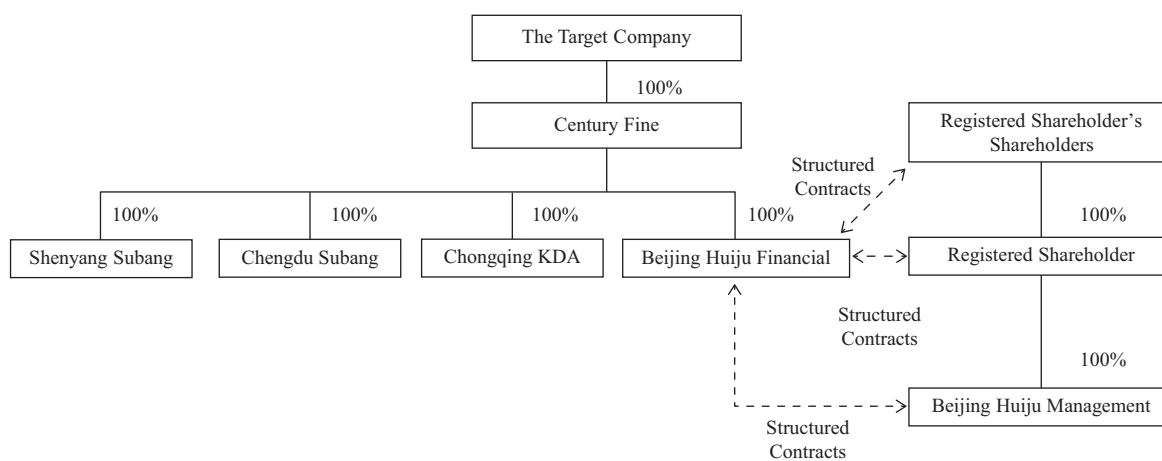 The Target Company
100%
Century Fine
Registered Shareholder’s
Shareholders
Structured
Contracts
100%
100%
100%
100%
100%
Shenyang Subang
Chengdu Subang
Chongqing KDA
Beijing Huiju Financial
Registered Shareholder
Structured
Contracts
100%
Beijing Huiju Management
Structured
Contracts